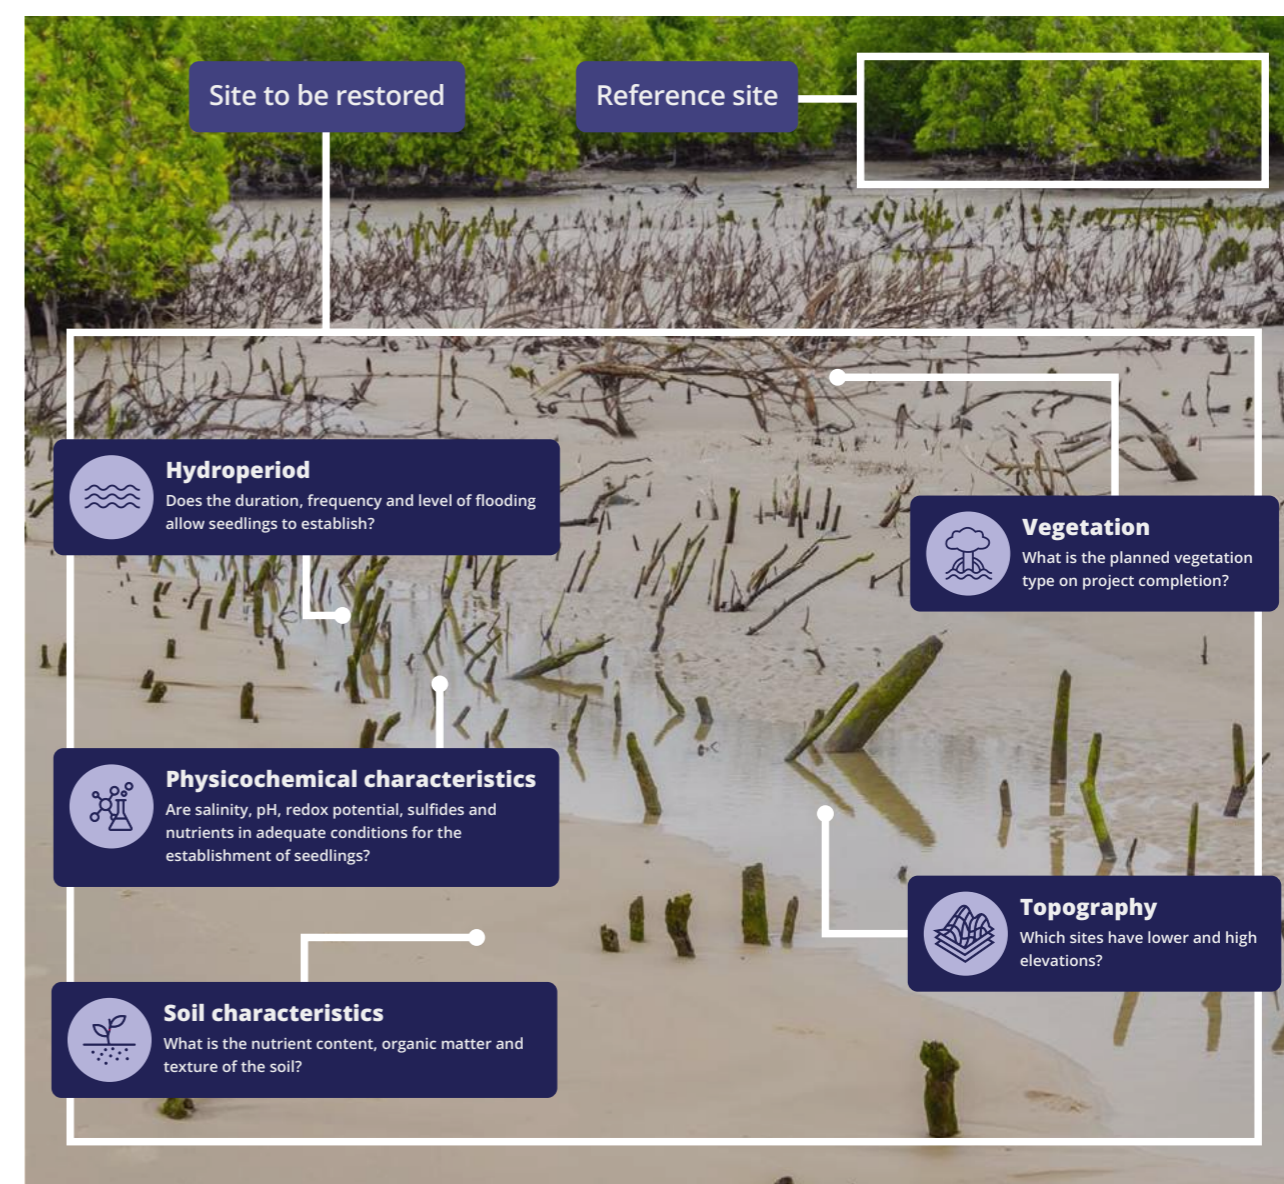 Site to be restored
Reference site
Hydroperiod
Does the duration, frequency and level of flooding
allow seedlings to establish?
Vegetation
What is the planned vegetation
type on project completion?
Physicochemical characteristics
Are salinity, pH, redox potential, sulfides and
nutrients in adequate conditions for the
establishment of seedlings?
Topography
Which sites have lower and high
elevations?
Soil characteristics
What is the nutrient content, organic matter and
texture of the soil?